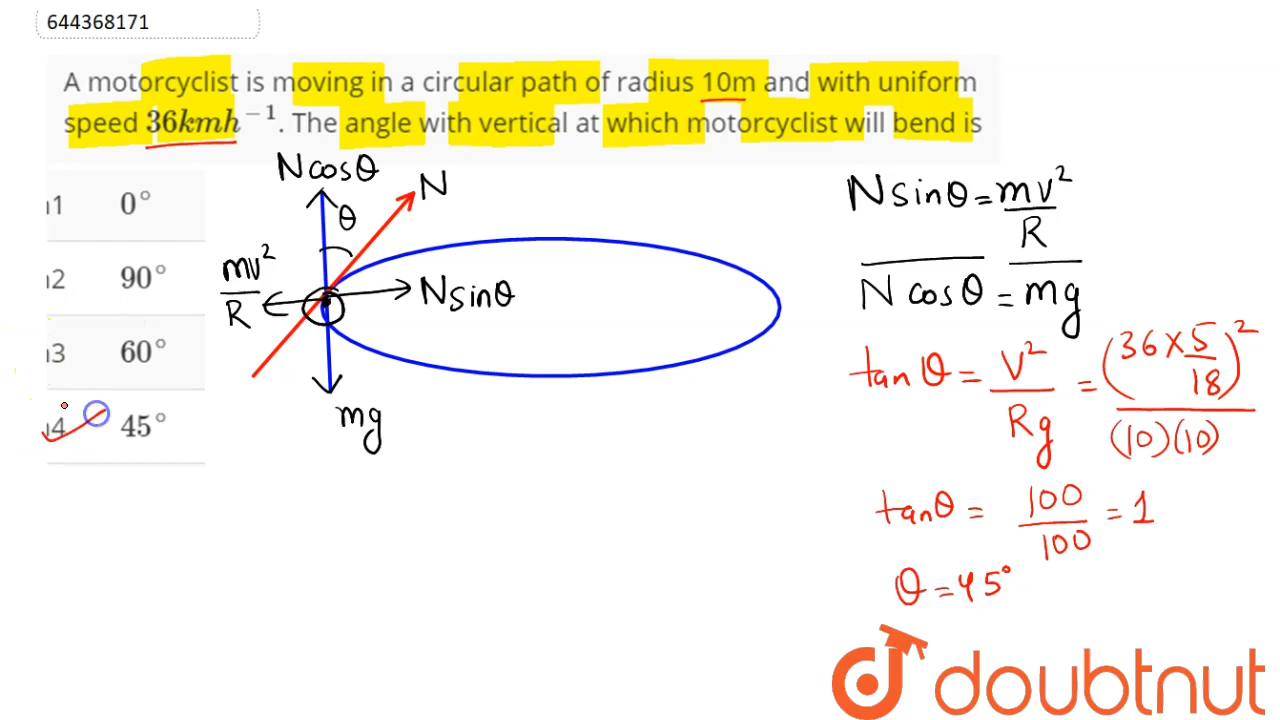 644368171
A motorcyclist is moving in a circular path of radius 10m and with uniform
speed 36kmh⁻¹. The angle with vertical at which motorcyclist will bend is
1 0°
2 90°
3 60°
4 45°
N cosθ
N
θ
mv²/R
N sinθ
mg
N sinθ = mv²/R
N cosθ = mg
tan θ = V²/Rg = (36 × 5/18)²/(10)(10)
tanθ = 100/100 = 1
θ = 45°
doubtnut